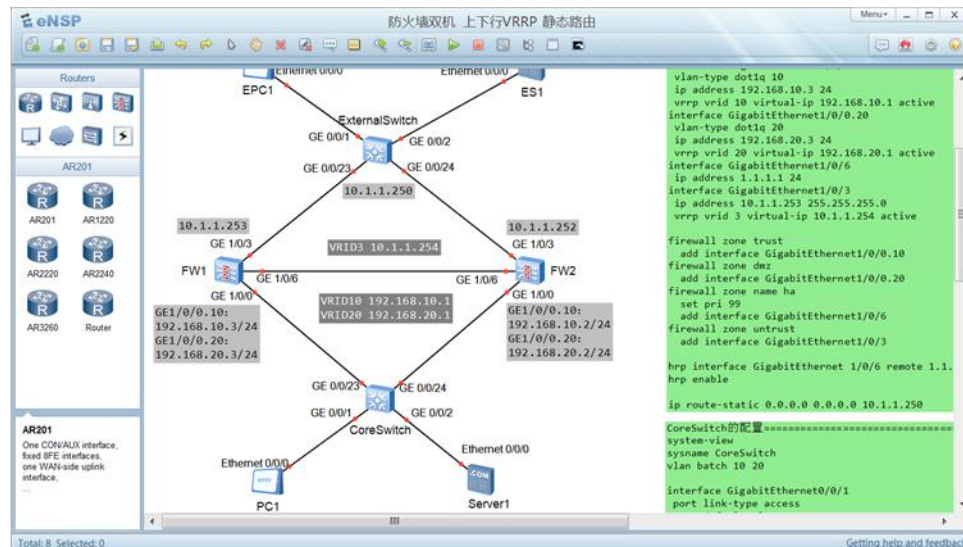 eNSP
防火墙双机 上下行VRRP 静态路由
Menu
Routers
AR201
AR201
AR1220
AR2220
AR2240
AR3260
Router
AR201
One CON/AUX interface,
fixed 8FE interfaces,
one WAN-side uplink
interface,
...
Ethernet 0/0/0
Ethernet 0/0/0
EPC1
ES1
ExternalSwitch
GE 0/0/1
GE 0/0/2
GE 0/0/23
GE 0/0/24
10.1.1.250
10.1.1.253
10.1.1.252
GE 1/0/3
GE 1/0/3
VRID3 10.1.1.254
FW1
GE 1/0/6
GE 1/0/6
FW2
GE 1/0/0
GE 1/0/0
VRID10 192.168.10.1
VRID20 192.168.20.1
GE1/0/0.10:
192.168.10.3/24
GE1/0/0.20:
192.168.20.3/24
GE1/0/0.10:
192.168.10.2/24
GE1/0/0.20:
192.168.20.2/24
GE 0/0/23
GE 0/0/24
GE 0/0/1
GE 0/0/2
CoreSwitch
Ethernet 0/0/0
Ethernet 0/0/0
PC1
Server1
vlan-type dot1q 10
ip address 192.168.10.3 24
vrrp vrid 10 virtual-ip 192.168.10.1 active
interface GigabitEthernet1/0/0.20
vlan-type dot1q 20
ip address 192.168.20.3 24
vrrp vrid 20 virtual-ip 192.168.20.1 active
interface GigabitEthernet1/0/6
ip address 1.1.1.1 24
interface GigabitEthernet1/0/3
ip address 10.1.1.253 255.255.255.0
vrrp vrid 3 virtual-ip 10.1.1.254 active
firewall zone trust
add interface GigabitEthernet1/0/0.10
firewall zone dmz
add interface GigabitEthernet1/0/0.20
firewall zone name ha
set pri 99
add interface GigabitEthernet1/0/6
firewall zone untrust
add interface GigabitEthernet1/0/3
hrp interface GigabitEthernet 1/0/6 remote 1.1.
hrp enable
ip route-static 0.0.0.0 0.0.0.0 10.1.1.250
CoreSwitch的配置==============================
system-view
sysname CoreSwitch
vlan batch 10 20
interface GigabitEthernet0/0/1
port link-type access
Total: 8 Selected: 0
Getting help and feedback